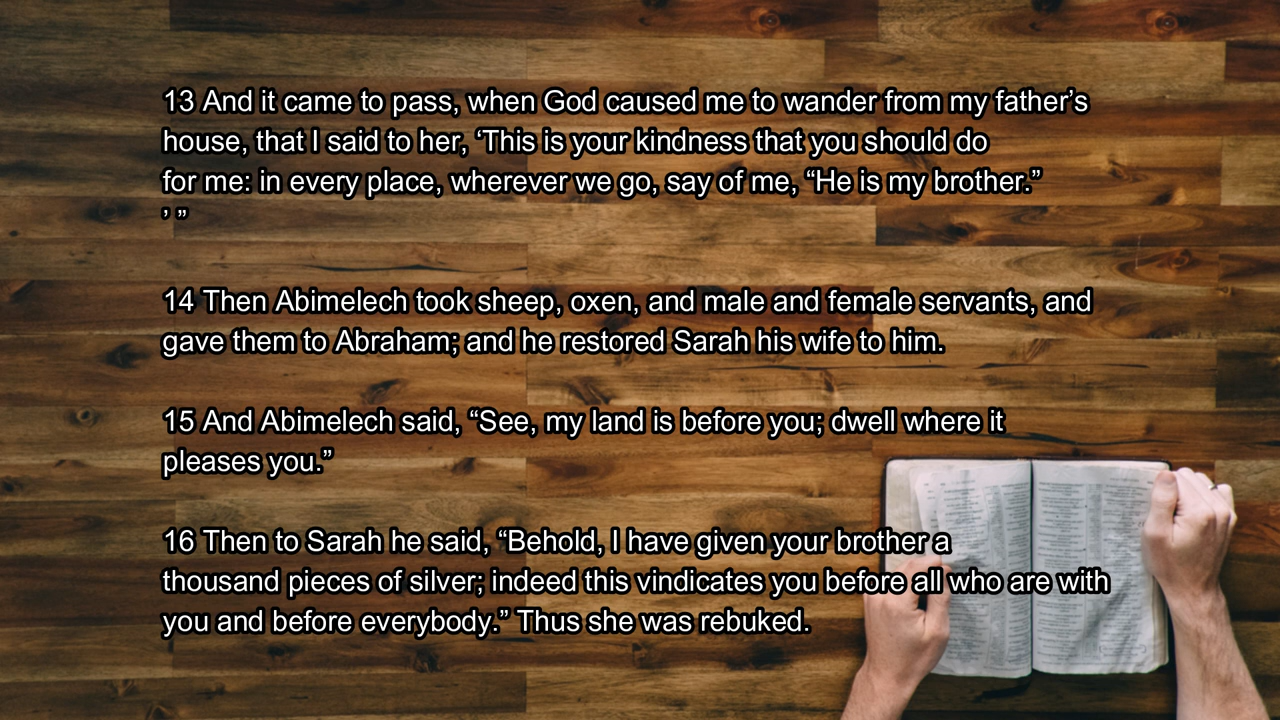 13 And it came to pass, when God caused me to wander from my father’s
house, that I said to her, ‘This is your kindness that you should do
for me: in every place, wherever we go, say of me, “He is my brother.”
’ ”
14 Then Abimelech took sheep, oxen, and male and female servants, and
gave them to Abraham; and he restored Sarah his wife to him.
15 And Abimelech said, “See, my land is before you; dwell where it
pleases you.”
16 Then to Sarah he said, “Behold, I have given your brother a
thousand pieces of silver; indeed this vindicates you before all who are with
you and before everybody.” Thus she was rebuked.